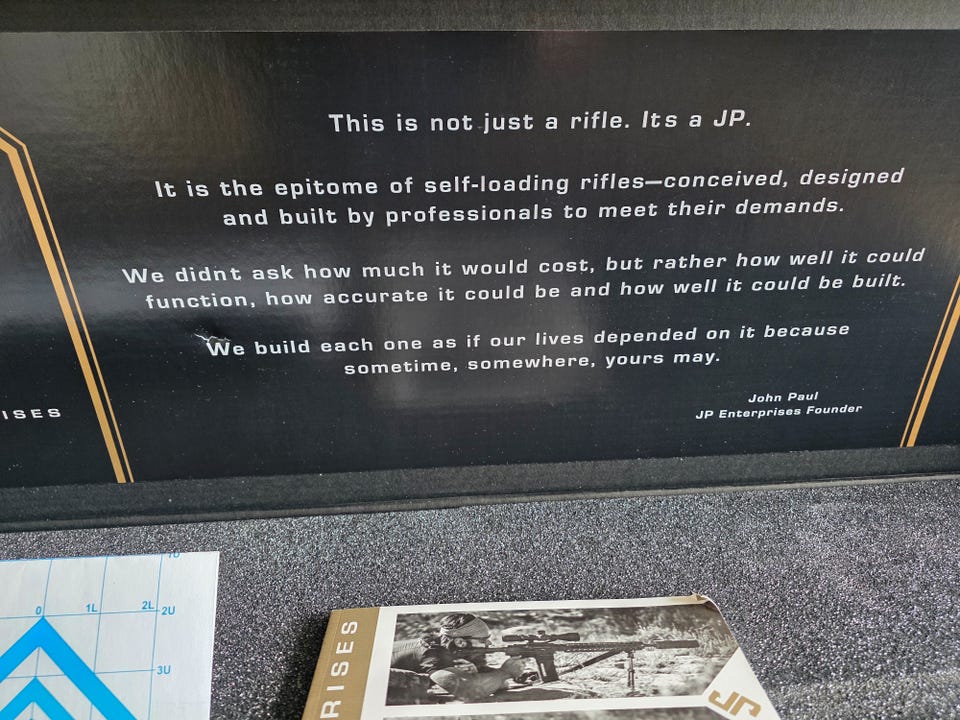 This is not just a rifle. Its a JP.
It is the epitome of self-loading rifles—conceived, designed
and built by professionals to meet their demands.
We didnt ask how much it would cost, but rather how well it could
function, how accurate it could be and how well it could be built.
We build each one as if our lives depended on it because
sometime, somewhere, yours may.
John Paul
JP Enterprises Founder
ISES
0 1L 2L 2U
3U
RISES
JP